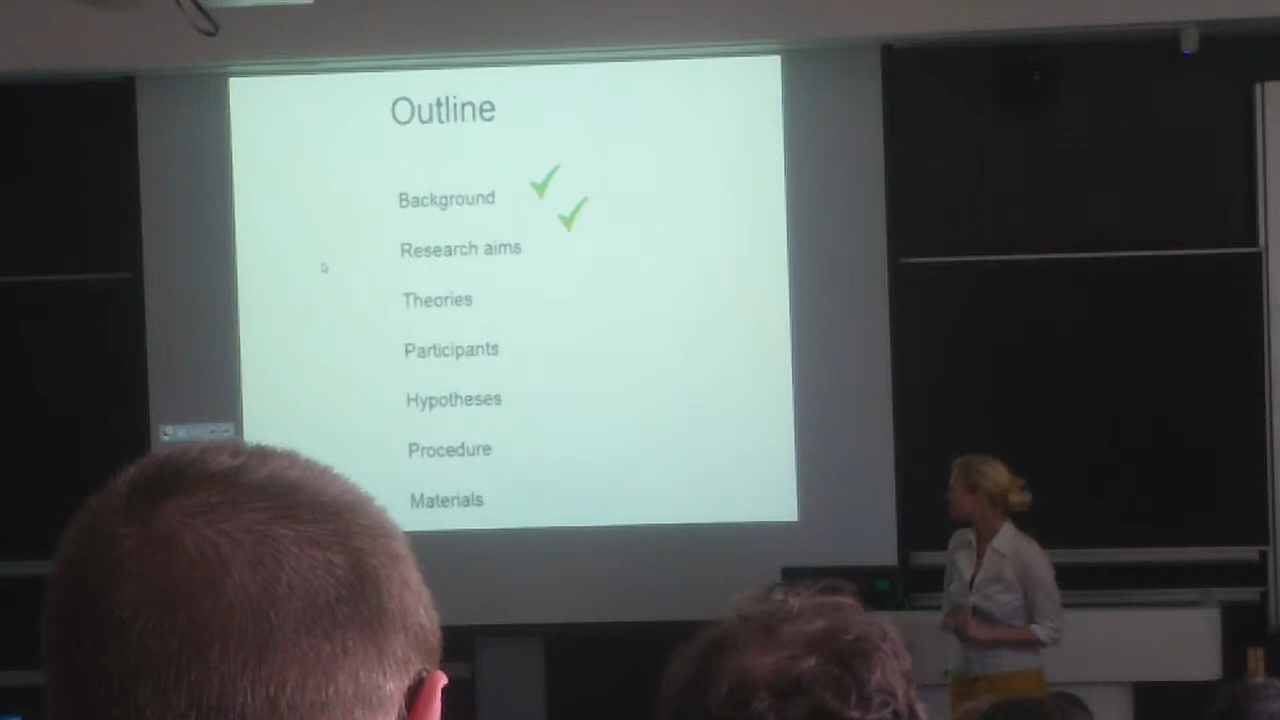 Outline
Background
Research aims
Theories
Participants
Hypotheses
Procedure
Materials